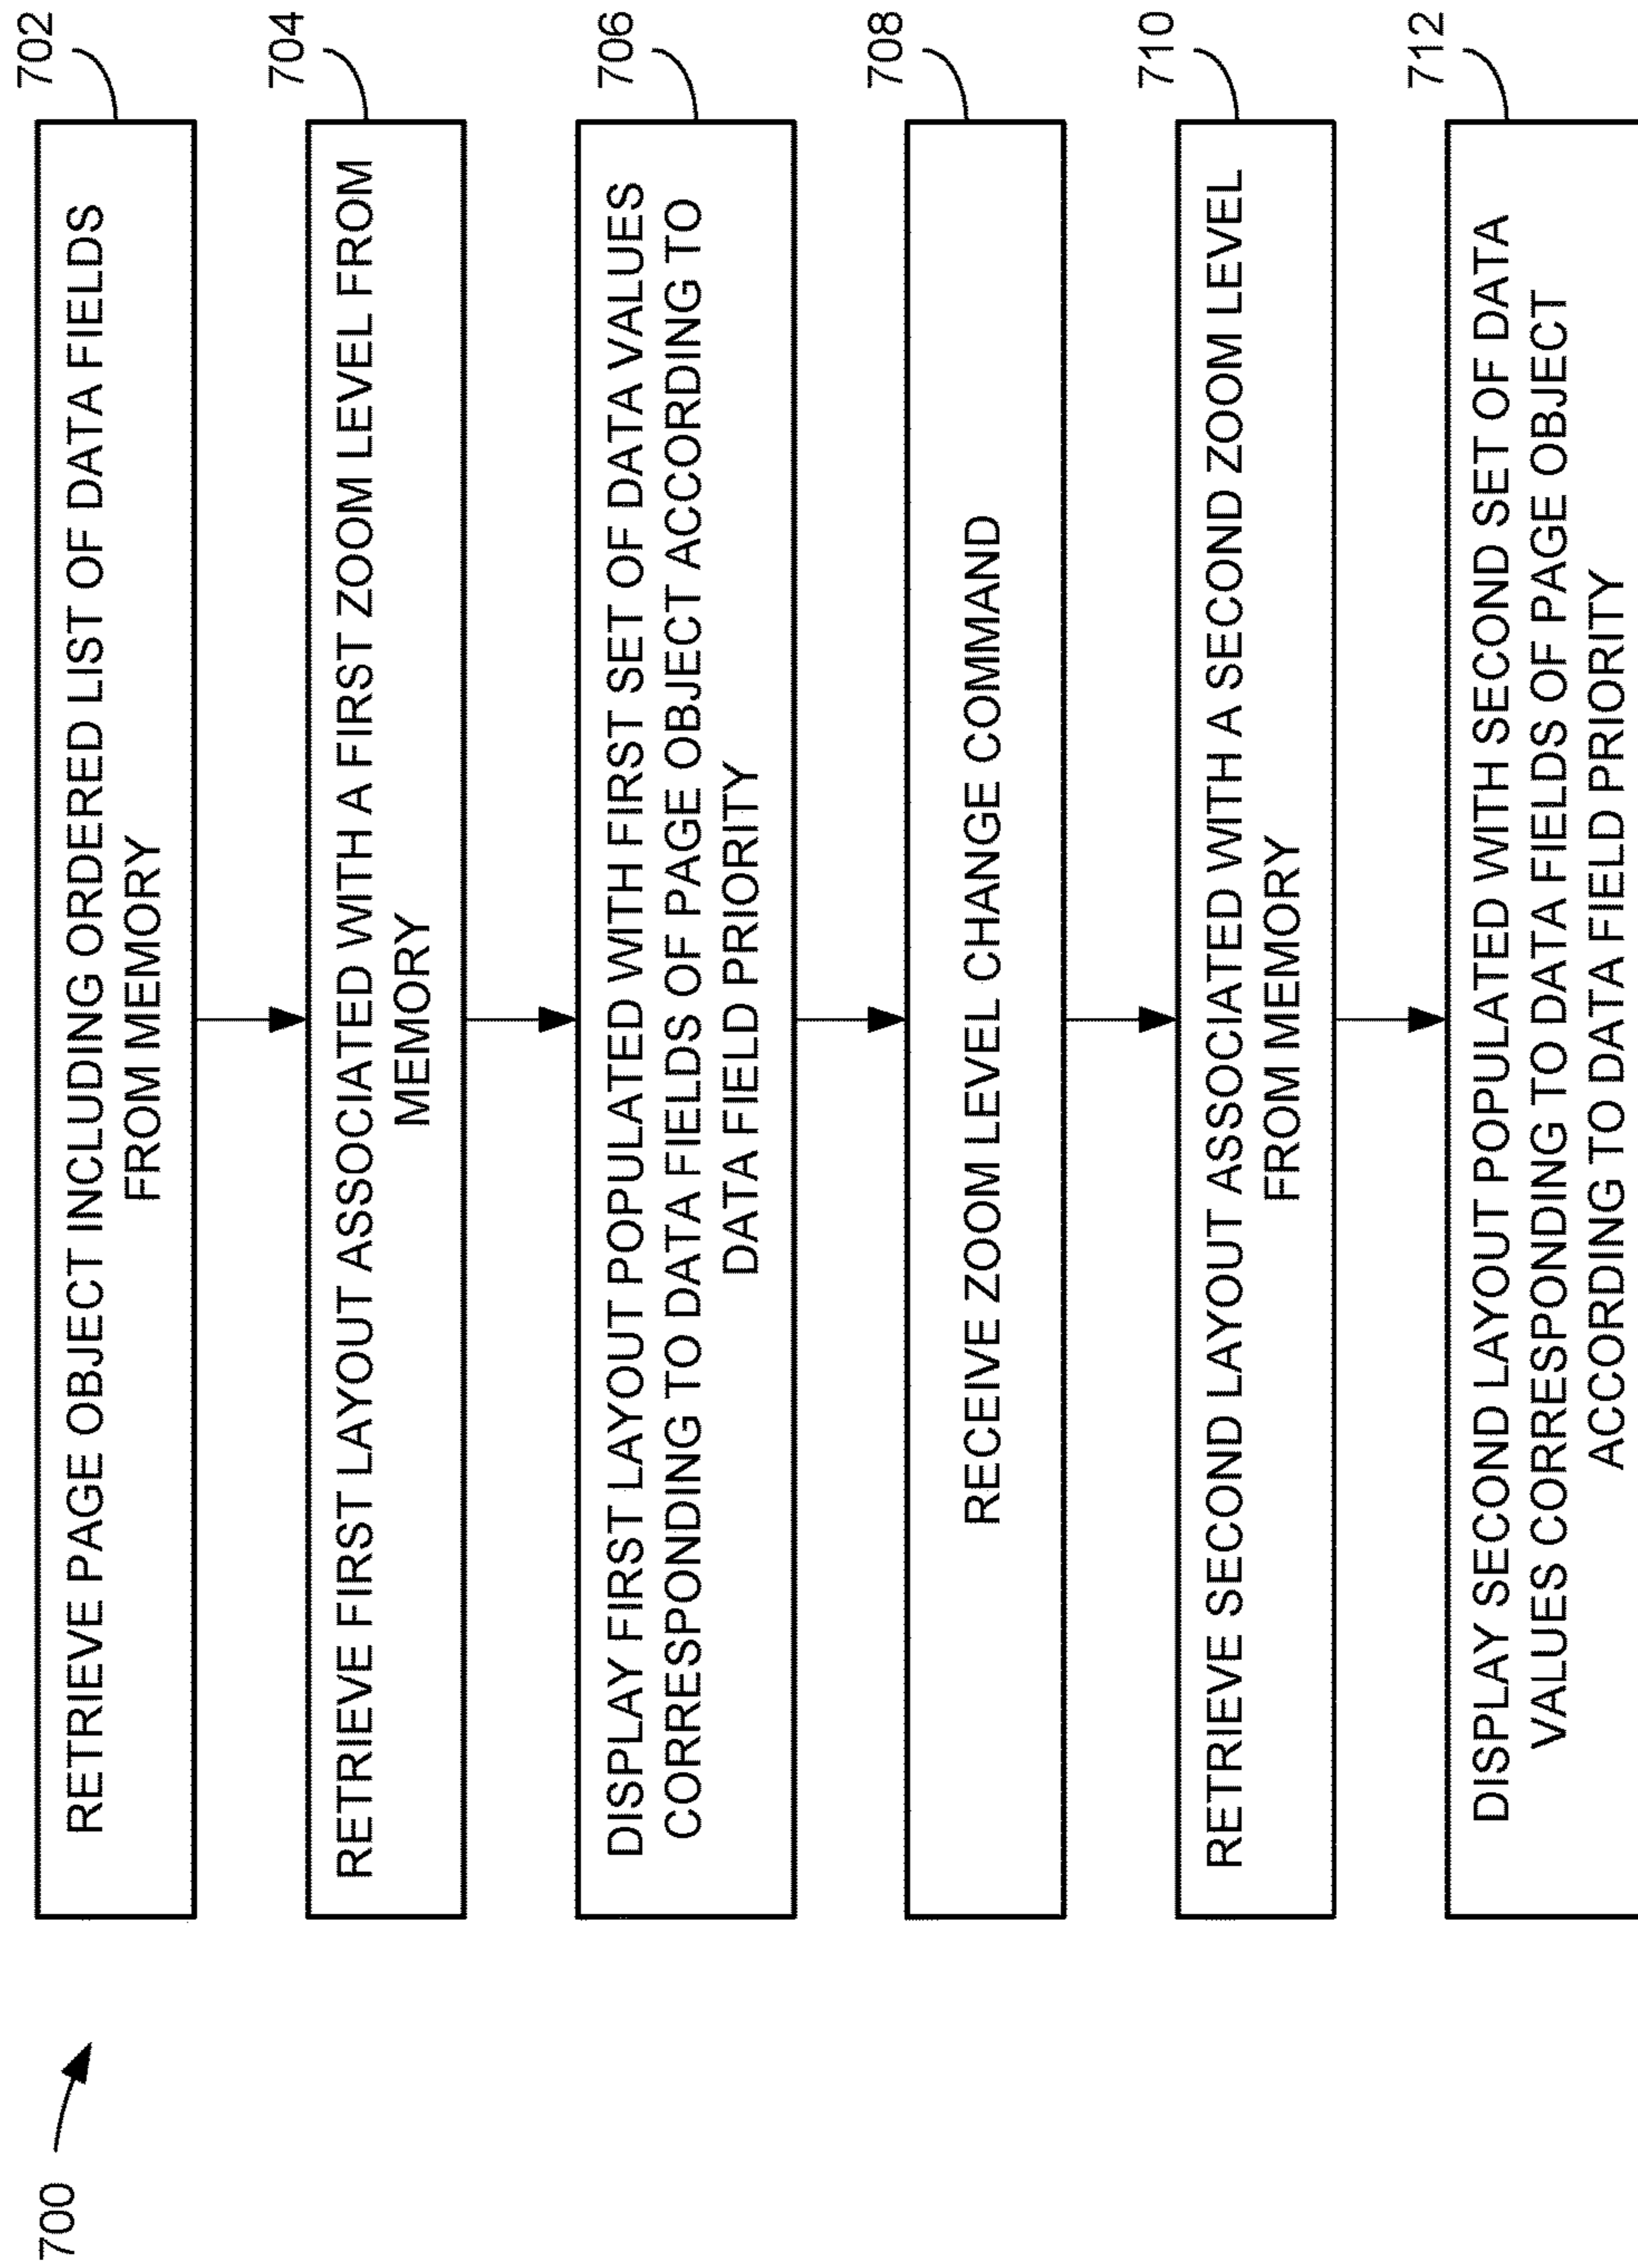 700
702
RETRIEVE PAGE OBJECT INCLUDING ORDERED LIST OF DATA FIELDS
FROM MEMORY
704
RETRIEVE FIRST LAYOUT ASSOCIATED WITH A FIRST ZOOM LEVEL FROM
MEMORY
706
DISPLAY FIRST LAYOUT POPULATED WITH FIRST SET OF DATA VALUES
CORRESPONDING TO DATA FIELDS OF PAGE OBJECT ACCORDING TO
DATA FIELD PRIORITY
708
RECEIVE ZOOM LEVEL CHANGE COMMAND
710
RETRIEVE SECOND LAYOUT ASSOCIATED WITH A SECOND ZOOM LEVEL
FROM MEMORY
712
DISPLAY SECOND LAYOUT POPULATED WITH SECOND SET OF DATA
VALUES CORRESPONDING TO DATA FIELDS OF PAGE OBJECT
ACCORDING TO DATA FIELD PRIORITY